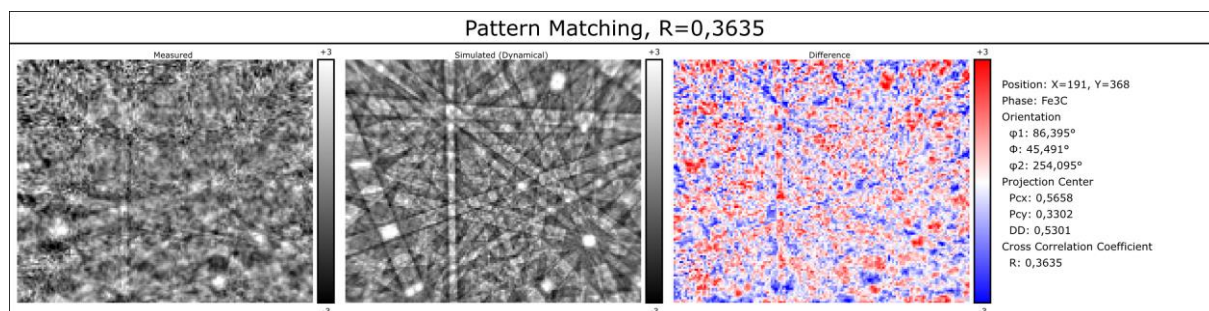 Pattern Matching, R=0,3635
Measured
+3
Simulated (Dynamical)
+3
Difference
+3
Position: X=191, Y=368
Phase: Fe3C
Orientation
φ1: 86,395°
Φ: 45,491°
φ2: 254,095°
Projection Center
Pcx: 0,5658
Pcy: 0,3302
DD: 0,5301
Cross Correlation Coefficient
R: 0,3635